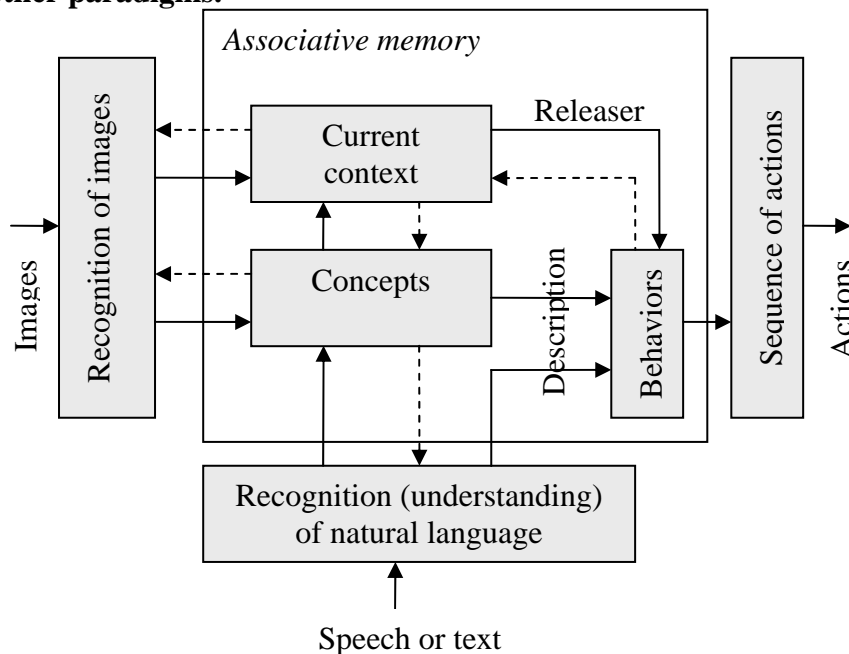 other paradigms.
Associative memory
Releaser
Current
context
Recognition of images
Images
Concepts
Description
Behaviors
Sequence of actions
Actions
Recognition (understanding)
of natural language
Speech or text